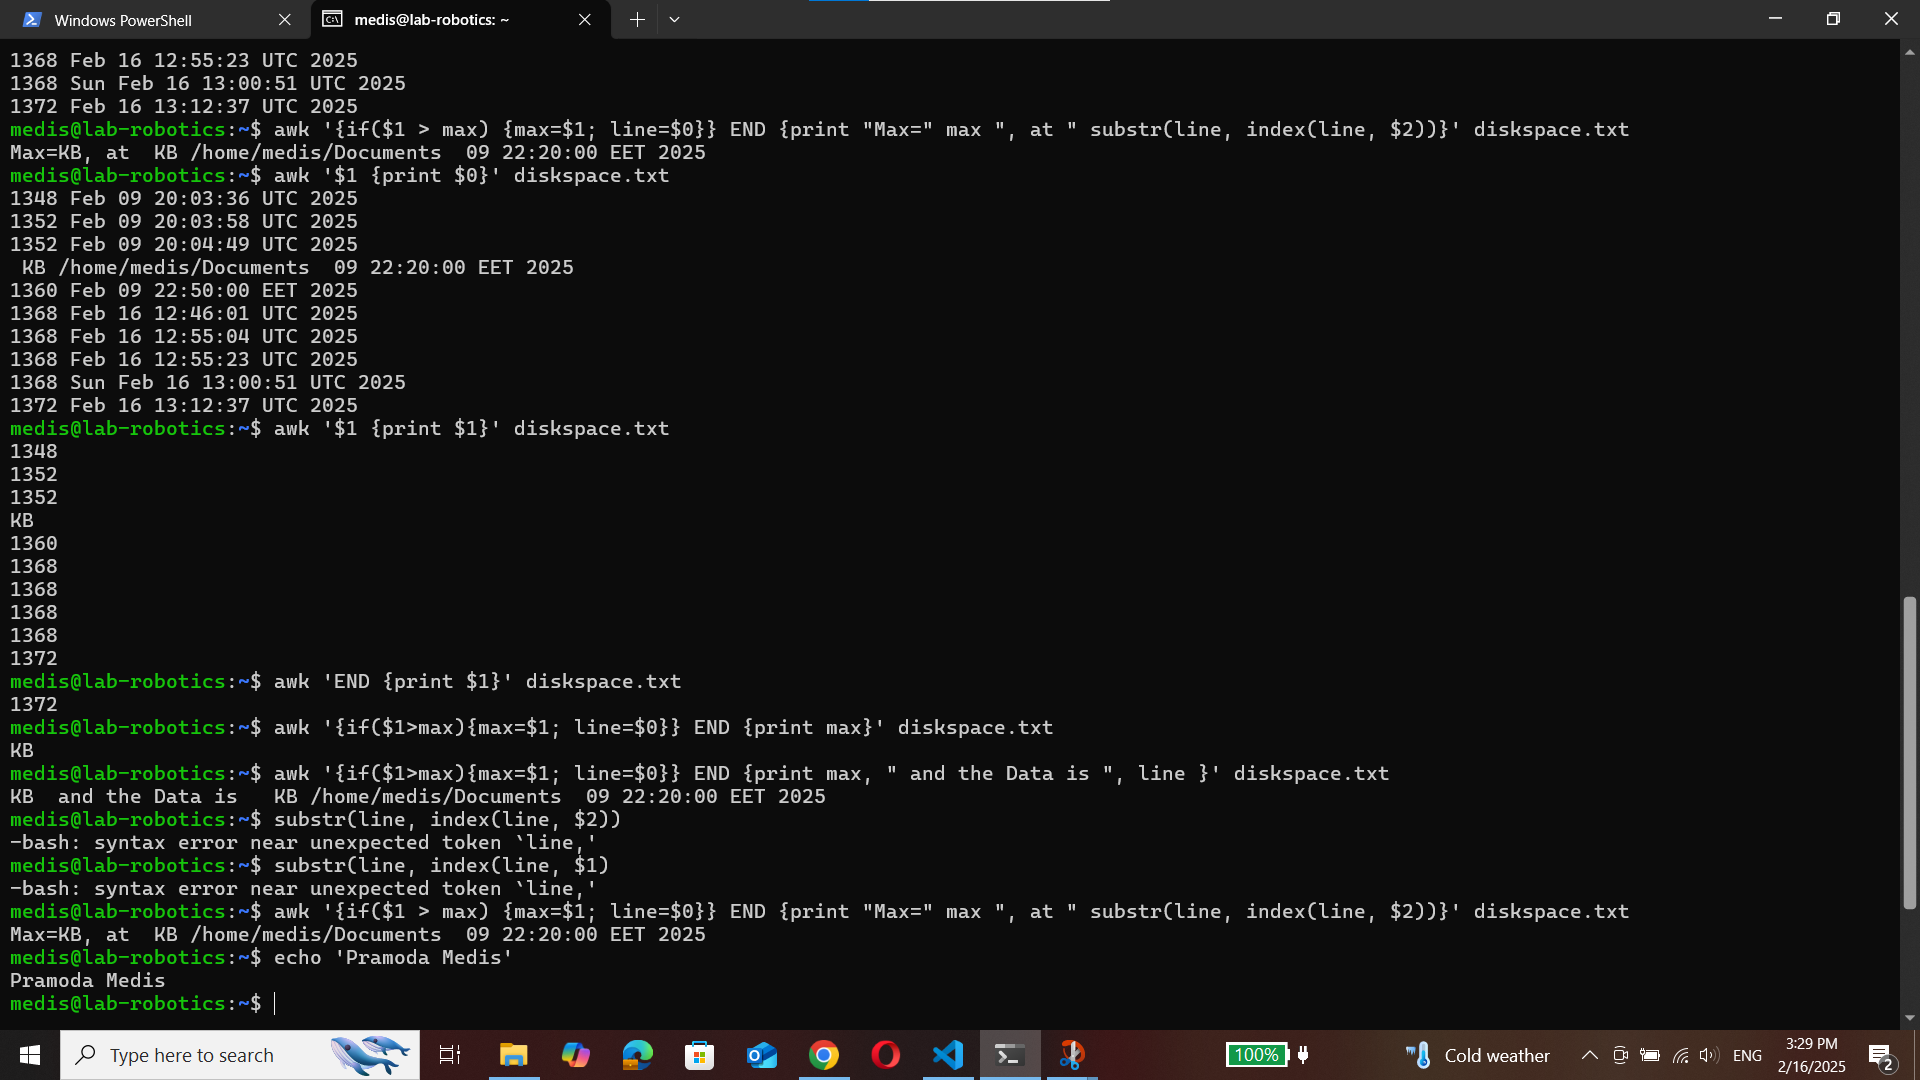 Windows PowerShell
medis@lab-robotics: ~
1368 Feb 16 12:55:23 UTC 2025
1368 Sun Feb 16 13:00:51 UTC 2025
1372 Feb 16 13:12:37 UTC 2025
medis@lab-robotics:~$ awk '{if($1 > max) {max=$1; line=$0}} END {print "Max=" max ", at " substr(line, index(line, $2))}' diskspace.txt
Max=KB, at  KB /home/medis/Documents  09 22:20:00 EET 2025
medis@lab-robotics:~$ awk '$1 {print $0}' diskspace.txt
1348 Feb 09 20:03:36 UTC 2025
1352 Feb 09 20:03:58 UTC 2025
1352 Feb 09 20:04:49 UTC 2025
 KB /home/medis/Documents  09 22:20:00 EET 2025
1360 Feb 09 22:50:00 EET 2025
1368 Feb 16 12:46:01 UTC 2025
1368 Feb 16 12:55:04 UTC 2025
1368 Feb 16 12:55:23 UTC 2025
1368 Sun Feb 16 13:00:51 UTC 2025
1372 Feb 16 13:12:37 UTC 2025
medis@lab-robotics:~$ awk '$1 {print $1}' diskspace.txt
1348
1352
1352
KB
1360
1368
1368
1368
1368
1372
medis@lab-robotics:~$ awk 'END {print $1}' diskspace.txt
1372
medis@lab-robotics:~$ awk '{if($1>max){max=$1; line=$0}} END {print max}' diskspace.txt
KB
medis@lab-robotics:~$ awk '{if($1>max){max=$1; line=$0}} END {print max, " and the Data is ", line }' diskspace.txt
KB  and the Data is   KB /home/medis/Documents  09 22:20:00 EET 2025
medis@lab-robotics:~$ substr(line, index(line, $2))
-bash: syntax error near unexpected token `line,'
medis@lab-robotics:~$ substr(line, index(line, $1)
-bash: syntax error near unexpected token `line,'
medis@lab-robotics:~$ awk '{if($1 > max) {max=$1; line=$0}} END {print "Max=" max ", at " substr(line, index(line, $2))}' diskspace.txt
Max=KB, at  KB /home/medis/Documents  09 22:20:00 EET 2025
medis@lab-robotics:~$ echo 'Pramoda Medis'
Pramoda Medis
medis@lab-robotics:~$
Type here to search
100%
Cold weather
ENG
3:29 PM
2/16/2025
2